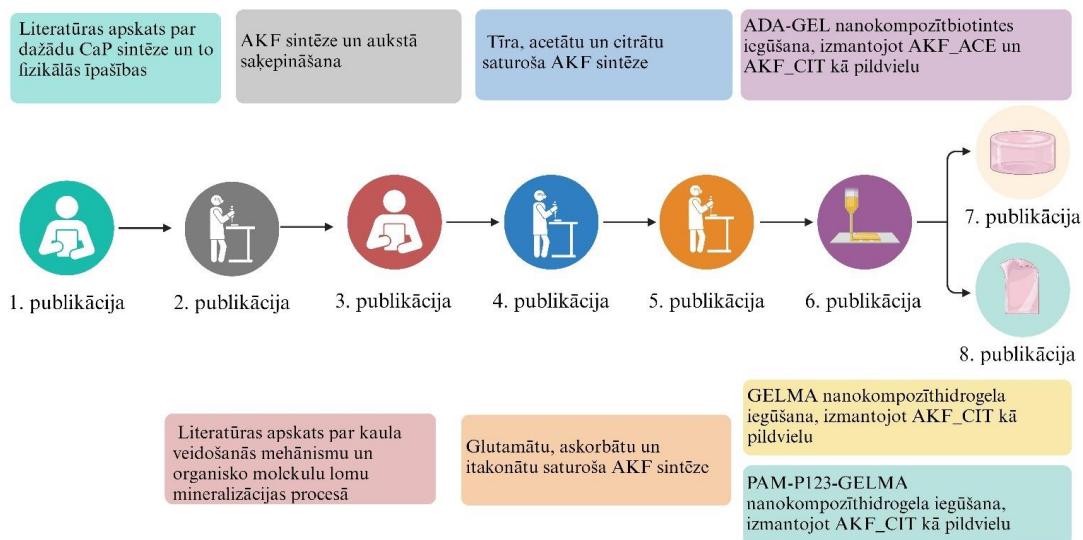 Literatūras apskats par
dažādu CaP sintēze un to
fizikālās īpašības
AKF sintēze un aukstā
saķepināšana
Tīra, acetātu un citrātu
saturoša AKF sintēze
ADA-GEL nanokompozītbiotintes
iegūšana, izmantojot AKF_ACE un
AKF_CIT kā pildvielu
1. publikācija
2. publikācija
3. publikācija
4. publikācija
5. publikācija
6. publikācija
7. publikācija
8. publikācija
Literatūras apskats par kaula
veidošanās mehānismu un
organisko molekulu lomu
mineralizācijas procesā
Glutamātu, askorbātu un
itakonātu saturoša AKF sintēze
GELMA nanokompozīthidrogela
iegūšana, izmantojot AKF_CIT kā
pildvielu
PAM-P123-GELMA
nanokompozīthidrogela iegūšana,
izmantojot AKF_CIT kā pildvielu